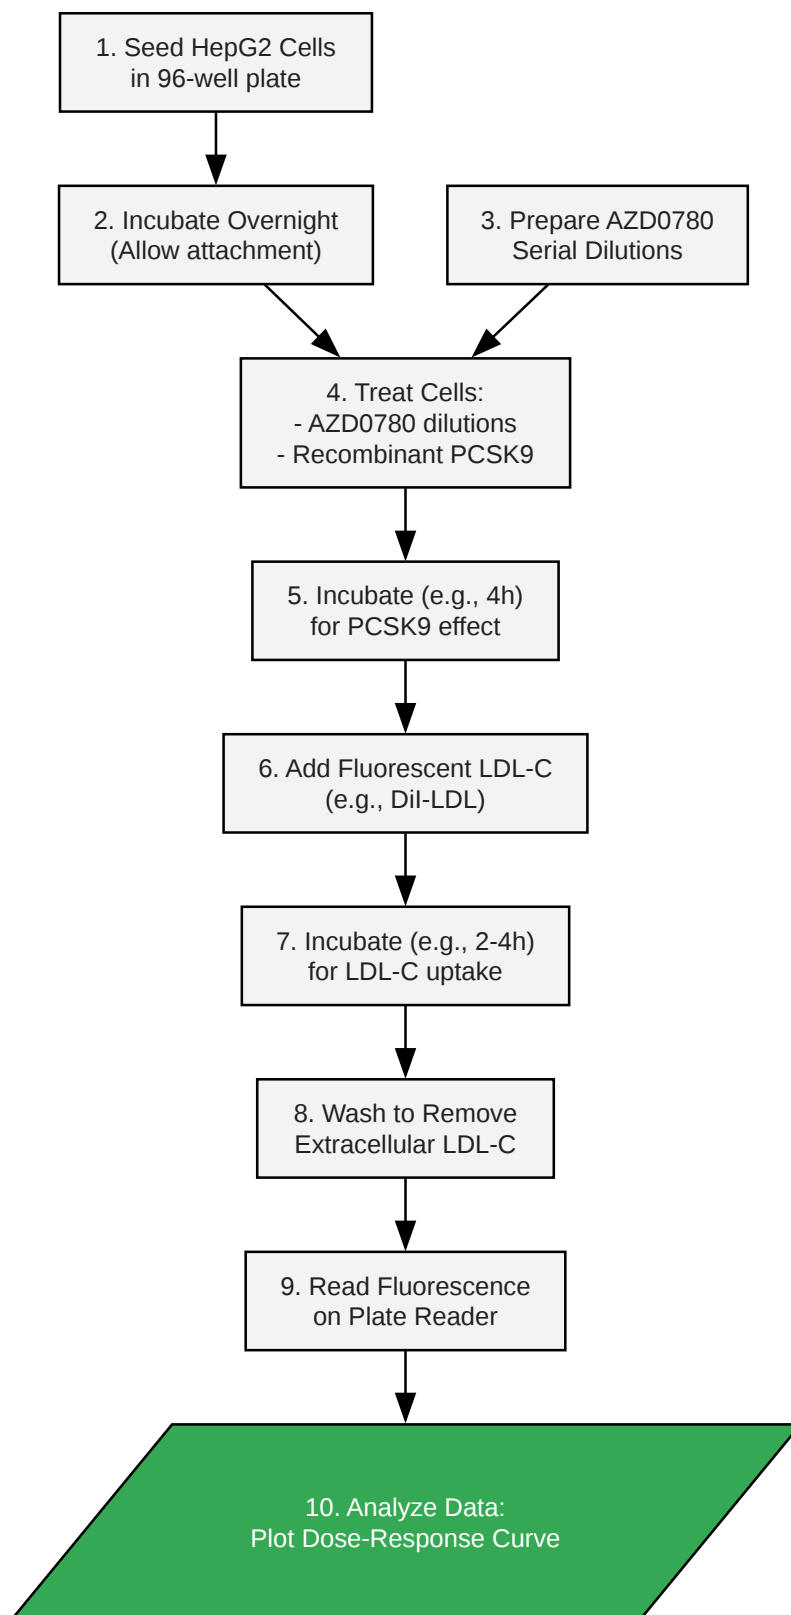 1. Seed HepG2 Cells
in 96-well plate
2. Incubate Overnight
(Allow attachment)
3. Prepare AZD0780
Serial Dilutions
4. Treat Cells:
- AZD0780 dilutions
- Recombinant PCSK9
5. Incubate (e.g., 4h)
for PCSK9 effect
6. Add Fluorescent LDL-C
(e.g., DiI-LDL)
7. Incubate (e.g., 2-4h)
for LDL-C uptake
8. Wash to Remove
Extracellular LDL-C
9. Read Fluorescence
on Plate Reader
10. Analyze Data:
Plot Dose-Response Curve